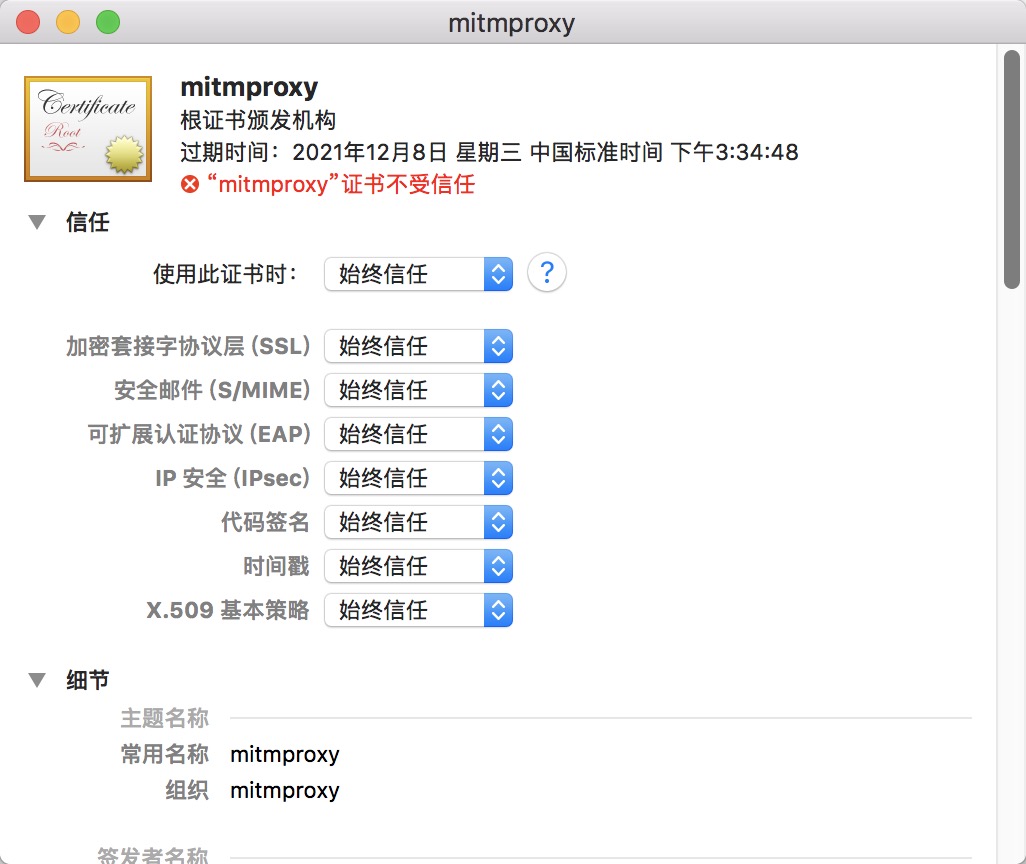 mitmproxy
Certificate
Root
mitmproxy
根证书颁发机构
过期时间：2021年12月8日 星期三 中国标准时间 下午3:34:48
“mitmproxy”证书不受信任
信任
使用此证书时： 始终信任 ?
加密套接字协议层 (SSL) 始终信任
安全邮件 (S/MIME) 始终信任
可扩展认证协议 (EAP) 始终信任
IP 安全 (IPsec) 始终信任
代码签名 始终信任
时间戳 始终信任
X.509 基本策略 始终信任
细节
主题名称
常用名称 mitmproxy
组织 mitmproxy
签发者名称